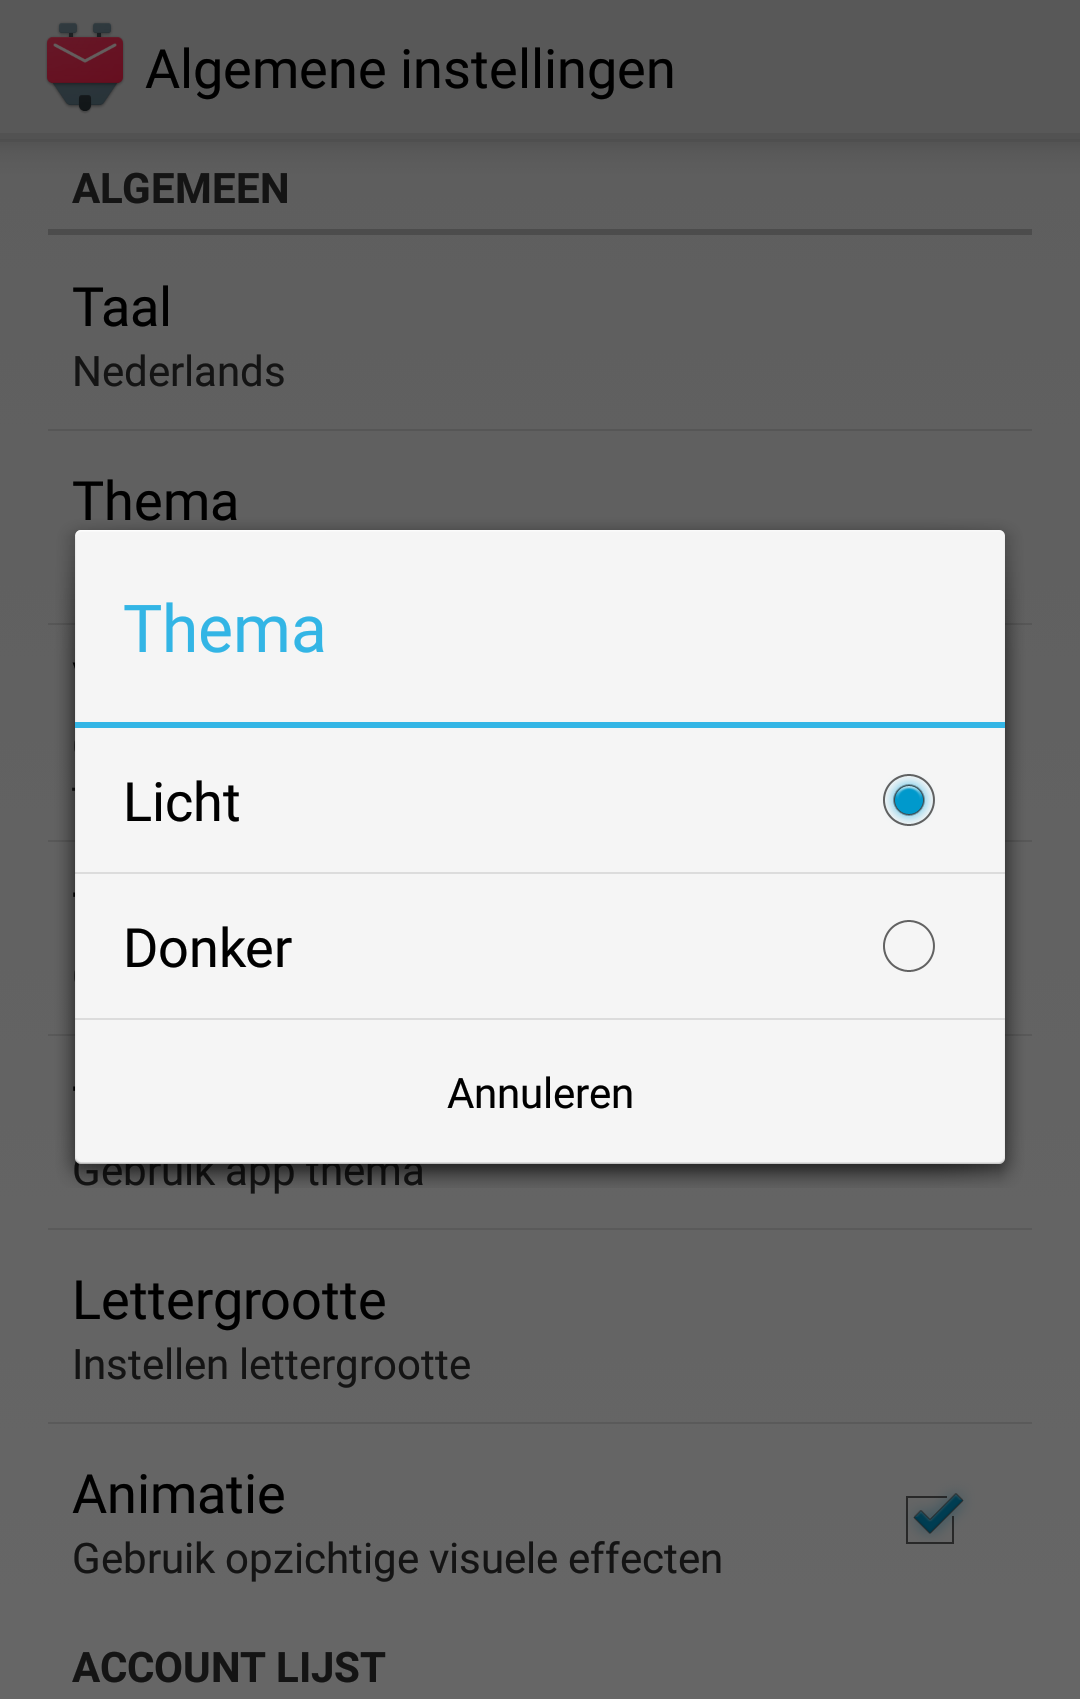 Algemene instellingen
ALGEMEEN
Taal
Nederlands
Thema
Thema
Licht
Donker
Annuleren
Gebruik app thema
Lettergrootte
Instellen lettergrootte
Animatie
Gebruik opzichtige visuele effecten
ACCOUNT LIJST